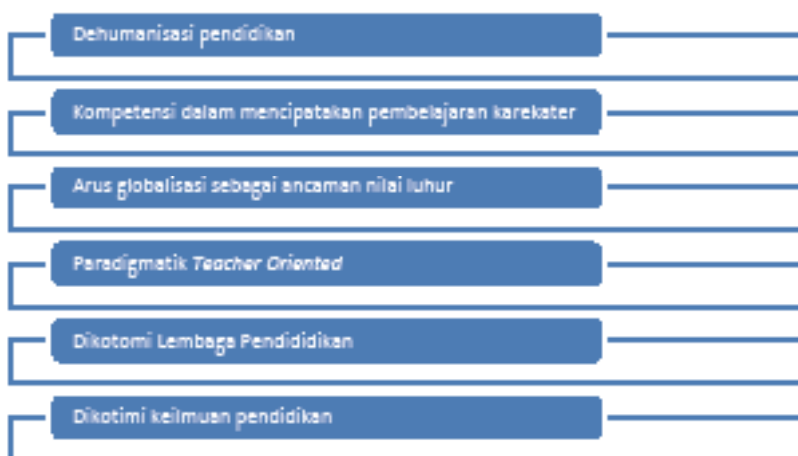 Dehumanisasi pendidikan
Kompetensi dalam mencipatakan pembelajaran karekater
Arus globalisasi sebagai ancaman nilai luhur
Paradigmatik Teacher Oriented
Dikotomi Lembaga Pendididikan
Dikotimi keilmuan pendidikan